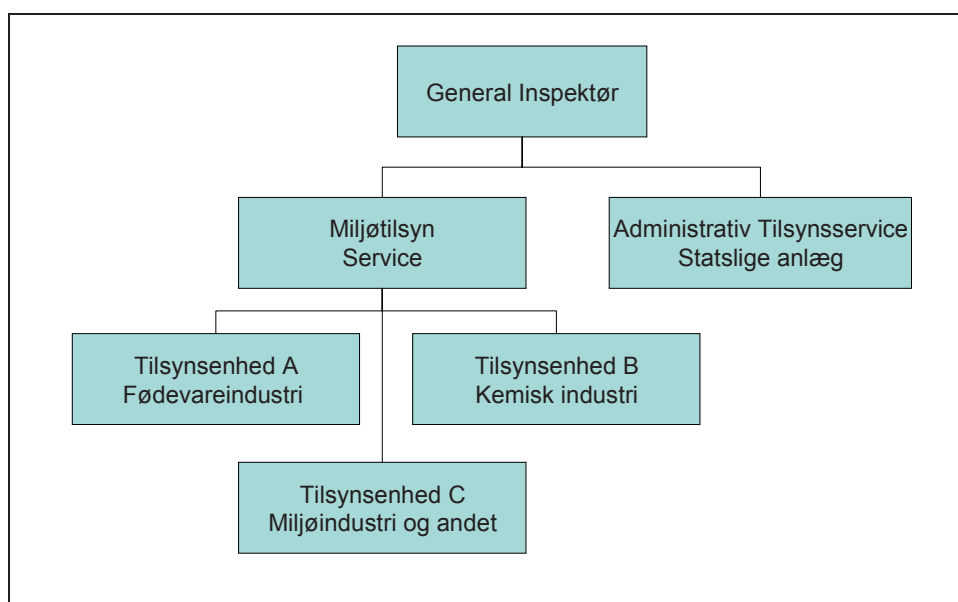 General Inspektør
Miljøtilsyn
Service
Administrativ Tilsynsservice
Statslige anlæg
Tilsynsenhed A
Fødevareindustri
Tilsynsenhed B
Kemisk industri
Tilsynsenhed C
Miljøindustri og andet